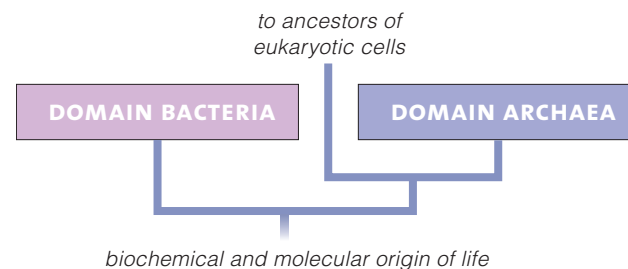 to ancestors of
eukaryotic cells
DOMAIN BACTERIA
DOMAIN ARCHAEA
biochemical and molecular origin of life